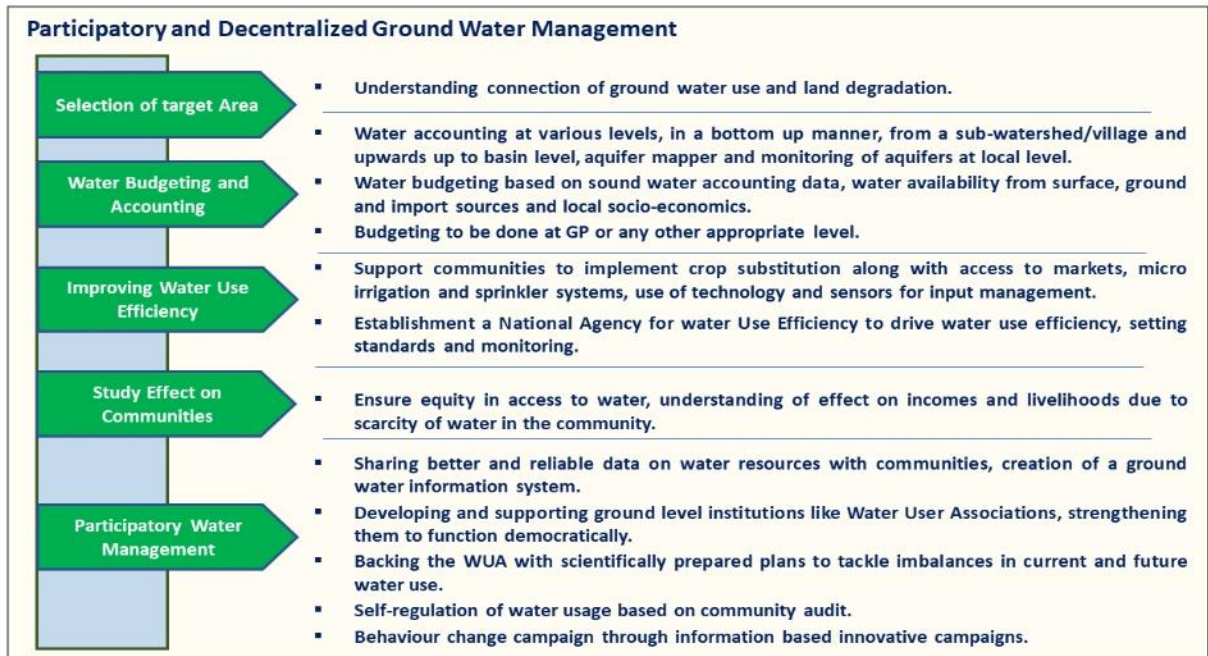 Participatory and Decentralized Ground Water Management
Selection of target Area
▪ Understanding connection of ground water use and land degradation.
Water Budgeting and
Accounting
▪ Water accounting at various levels, in a bottom up manner, from a sub-watershed/village and
upwards up to basin level, aquifer mapper and monitoring of aquifers at local level.
▪ Water budgeting based on sound water accounting data, water availability from surface, ground
and import sources and local socio-economics.
▪ Budgeting to be done at GP or any other appropriate level.
Improving Water Use
Efficiency
▪ Support communities to implement crop substitution along with access to markets, micro
irrigation and sprinkler systems, use of technology and sensors for input management.
▪ Establishment a National Agency for water Use Efficiency to drive water use efficiency, setting
standards and monitoring.
Study Effect on
Communities
▪ Ensure equity in access to water, understanding of effect on incomes and livelihoods due to
scarcity of water in the community.
Participatory Water
Management
▪ Sharing better and reliable data on water resources with communities, creation of a ground
water information system.
▪ Developing and supporting ground level institutions like Water User Associations, strengthening
them to function democratically.
▪ Backing the WUA with scientifically prepared plans to tackle imbalances in current and future
water use.
▪ Self-regulation of water usage based on community audit.
▪ Behaviour change campaign through information based innovative campaigns.